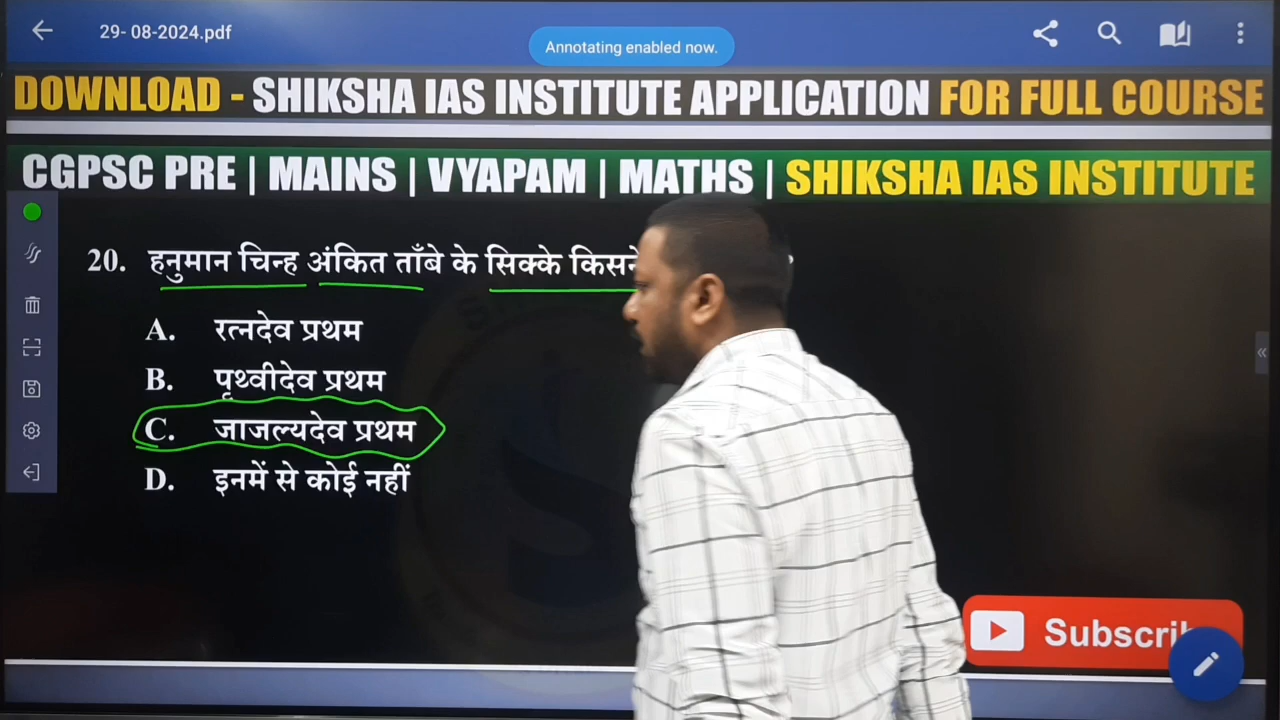 29- 08-2024.pdf
Annotating enabled now.
DOWNLOAD - SHIKSHA IAS INSTITUTE APPLICATION FOR FULL COURSE
CGPSC PRE | MAINS | VYAPAM | MATHS | SHIKSHA IAS INSTITUTE
20. हनुमान चिन्ह अंकित ताँबे के सिक्के किसने
A. रत्नदेव प्रथम
B. पृथ्वीदेव प्रथम
C. जाजल्यदेव प्रथम
D. इनमें से कोई नहीं